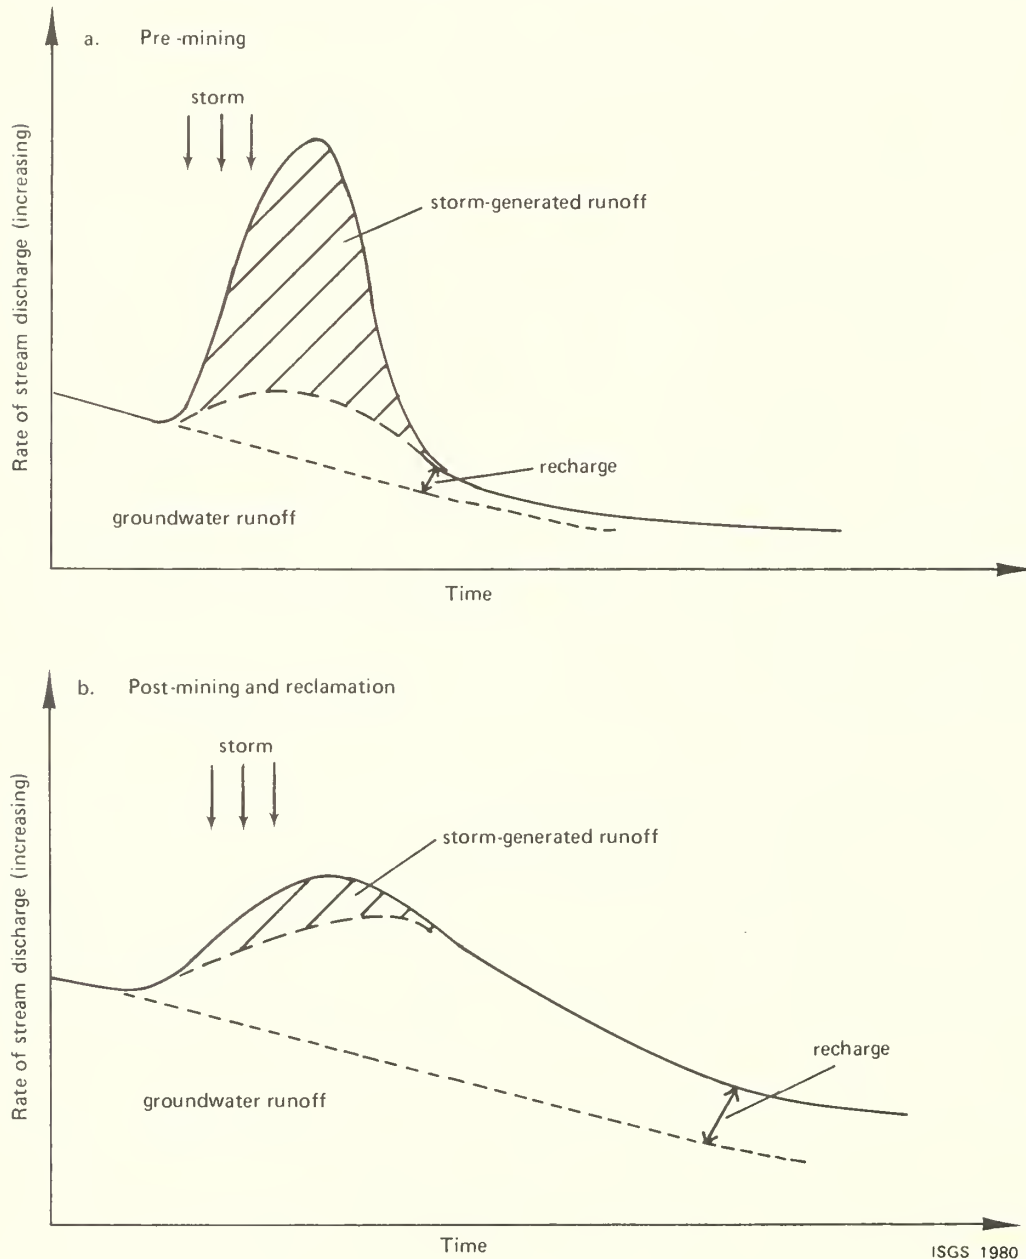 a. Pre-mining
storm
storm-generated runoff
recharge
groundwater runoff
Rate of stream discharge (increasing)
Time
b. Post-mining and reclamation
storm
storm-generated runoff
recharge
groundwater runoff
Rate of stream discharge (increasing)
Time
ISGS 1980